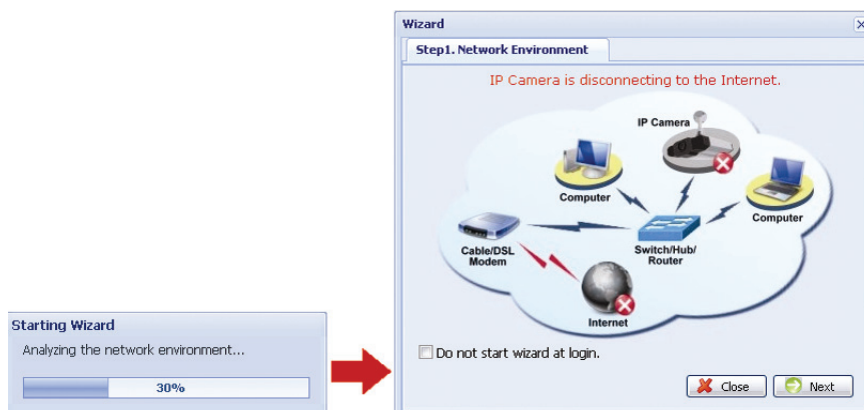 Starting Wizard
Analyzing the network environment...
30%
Wizard
Step1. Network Environment
IP Camera is disconnecting to the Internet.
IP Camera
Computer
Computer
Cable/DSL
Modem
Switch/Hub/
Router
Internet
Do not start wizard at login.
Close
Next